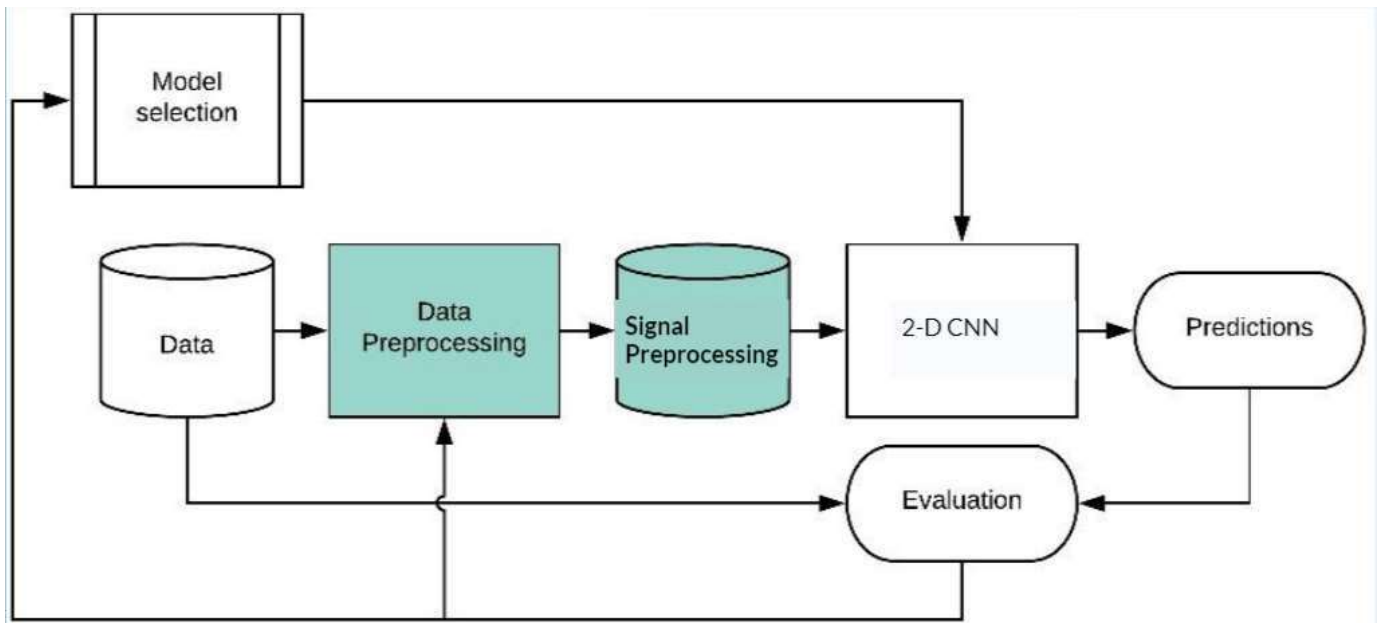 Model
selection
Data
Data
Preprocessing
Signal
Preprocessing
2-D CNN
Predictions
Evaluation